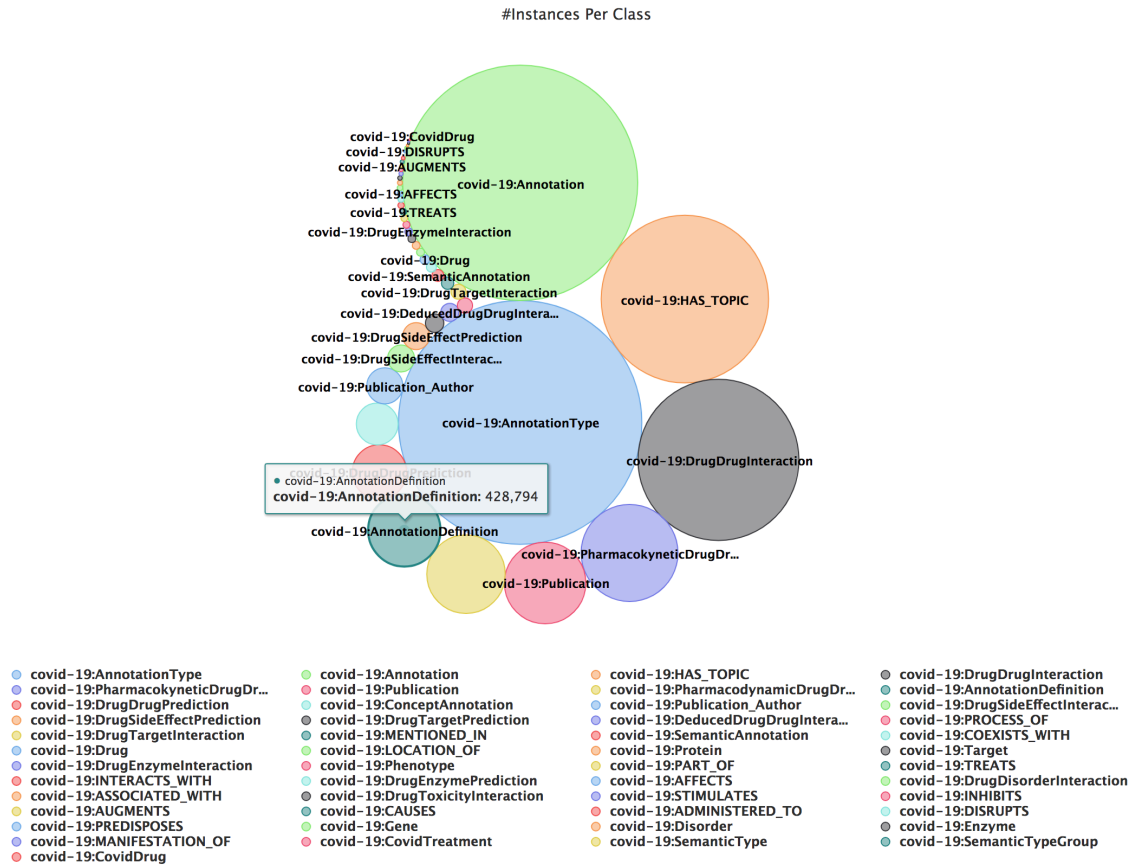 #Instances Per Class
covid-19:CovidDrug
covid-19:DISRUPTS
covid-19:AUGMENTS
covid-19:Annotation
covid-19:AFFECTS
covid-19:TREATS
covid-19:DrugEnzymeInteraction
covid-19:Drug
covid-19:SemanticAnnotation
covid-19:DrugTargetInteraction
covid-19:HAS_TOPIC
covid-19:DeducedDrugDrugIntera...
covid-19:DrugSideEffectPrediction
covid-19:DrugSideEffectInterac...
covid-19:Publication_Author
covid-19:AnnotationType
covid-19:DrugDrugInteraction
covid-19:DrugDrugPrediction
covid-19:AnnotationDefinition
covid-19:AnnotationDefinition: 428,794
covid-19:AnnotationDefinition
covid-19:PharmacokyneticDrugDr...
covid-19:Publication
covid-19:AnnotationType covid-19:Annotation covid-19:HAS_TOPIC covid-19:DrugDrugInteraction
covid-19:PharmacokyneticDrugDr... covid-19:Publication covid-19:PharmacodynamicDrugDr... covid-19:AnnotationDefinition
covid-19:DrugDrugPrediction covid-19:ConceptAnnotation covid-19:Publication_Author covid-19:DrugSideEffectInterac...
covid-19:DrugSideEffectPrediction covid-19:DrugTargetPrediction covid-19:DeducedDrugDrugIntera... covid-19:PROCESS_OF
covid-19:DrugTargetInteraction covid-19:MENTIONED_IN covid-19:SemanticAnnotation covid-19:COEXISTS_WITH
covid-19:Drug covid-19:LOCATION_OF covid-19:Protein covid-19:Target
covid-19:DrugEnzymeInteraction covid-19:Phenotype covid-19:PART_OF covid-19:TREATS
covid-19:INTERACTS_WITH covid-19:DrugEnzymePrediction covid-19:AFFECTS covid-19:DrugDisorderInteraction
covid-19:ASSOCIATED_WITH covid-19:DrugToxicityInteraction covid-19:STIMULATES covid-19:INHIBITS
covid-19:AUGMENTS covid-19:CAUSES covid-19:ADMINISTERED_TO covid-19:DISRUPTS
covid-19:PREDISPOSES covid-19:Gene covid-19:Disorder covid-19:Enzyme
covid-19:MANIFESTATION_OF covid-19:CovidTreatment covid-19:SemanticType covid-19:SemanticTypeGroup
covid-19:CovidDrug